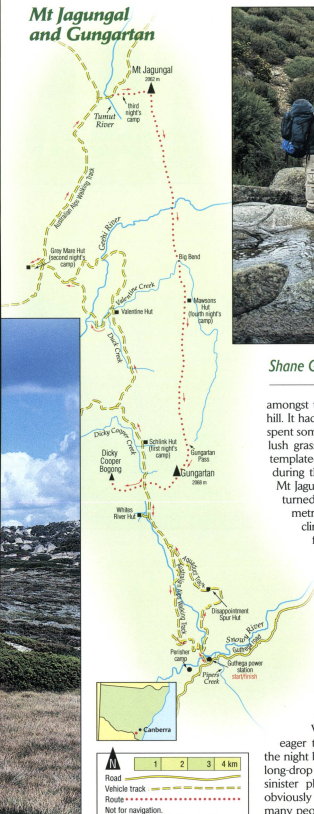 Mt Jagungal
and Gungartan
Mt Jagungal
2062 m
third
night's
camp
Tumut
River
Australian Alps Walking Track
Geehi River
Grey Mare Hut
(second night's
camp)
Big Bend
Valentine Creek
Mawsons
Hut
(fourth night's
camp)
Valentine Hut
Duck Creek
Dicky Cooper
Creek
Schlink Hut
(first night's
camp)
Gungartan
Pass
Dicky
Cooper
Bogong
Gungartan
2068 m
Whites
River Hut
Australian Alps Walking Track
Disappointment
Spur Hut
Snowy River
Guthega Road
Perisher
camp
Guthega power
station
start/finish
Pipers
Creek
Canberra
N
1 2 3 4 km
Road
Vehicle track
Route
Not for navigation.
Shane G
amongst
hill. It had
spent som
lush grass
template
during th
Mt Jagu
turned
metr
clin
f
V
eager t
the night
long-drop
sinister pl
obviously
many peo